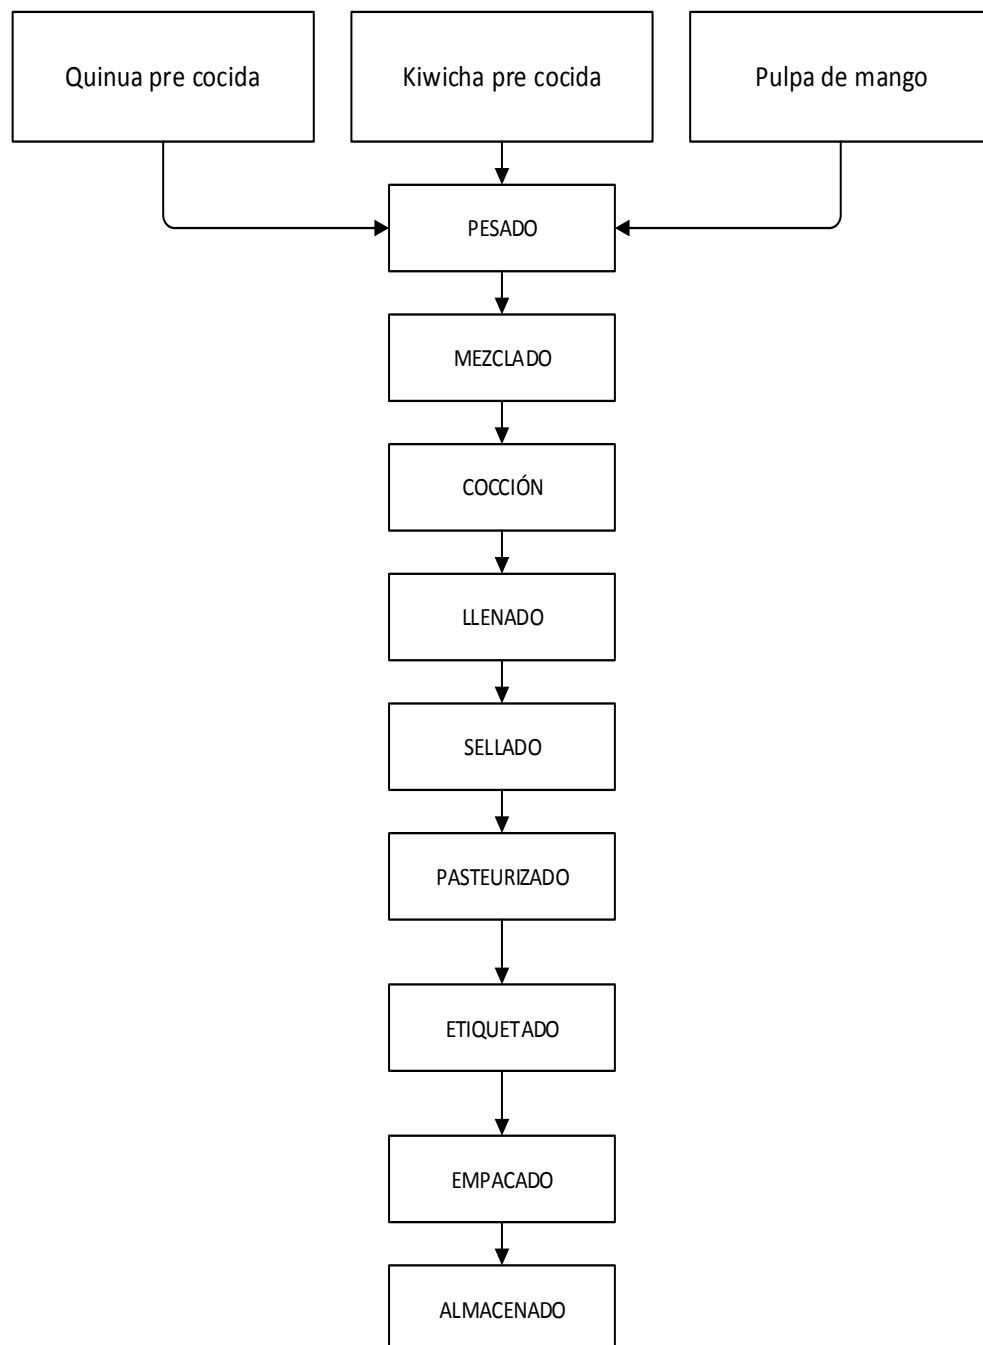 Quinua pre cocida
Kiwicha pre cocida
Pulpa de mango
PESADO
MEZCLADO
COCCIÓN
LLENADO
SELLADO
PASTEURIZADO
ETIQUETADO
EMPACADO
ALMACENADO